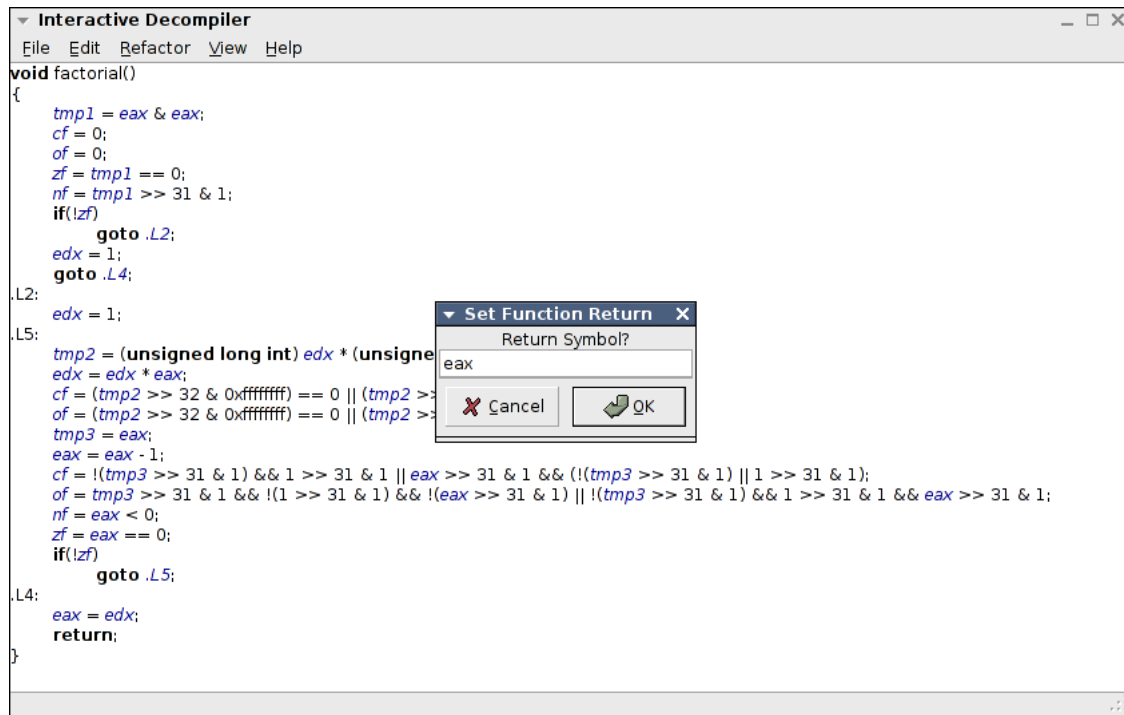 Interactive Decompiler
File Edit Refactor View Help
void factorial()
{
tmp1 = eax & eax;
cf = 0;
of = 0;
zf = tmp1 == 0;
nf = tmp1 >> 31 & 1;
if(!zf)
goto .L2;
edx = 1;
goto .L4;
.L2:
edx = 1;
.L5:
tmp2 = (unsigned long int) edx * (unsigne
edx = edx * eax;
cf = (tmp2 >> 32 & 0xffffffff) == 0 || (tmp2 >>
of = (tmp2 >> 32 & 0xffffffff) == 0 || (tmp2 >>
tmp3 = eax;
eax = eax - 1;
cf = !(tmp3 >> 31 & 1) && 1 >> 31 & 1 || eax >> 31 & 1 && (!(tmp3 >> 31 & 1) || 1 >> 31 & 1);
of = tmp3 >> 31 & 1 && !(1 >> 31 & 1) && !(eax >> 31 & 1) || !(tmp3 >> 31 & 1) && 1 >> 31 & 1 && eax >> 31 & 1;
nf = eax < 0;
zf = eax == 0;
if(!zf)
goto .L5;
.L4:
eax = edx;
return;
}
Set Function Return
Return Symbol?
eax
Cancel OK